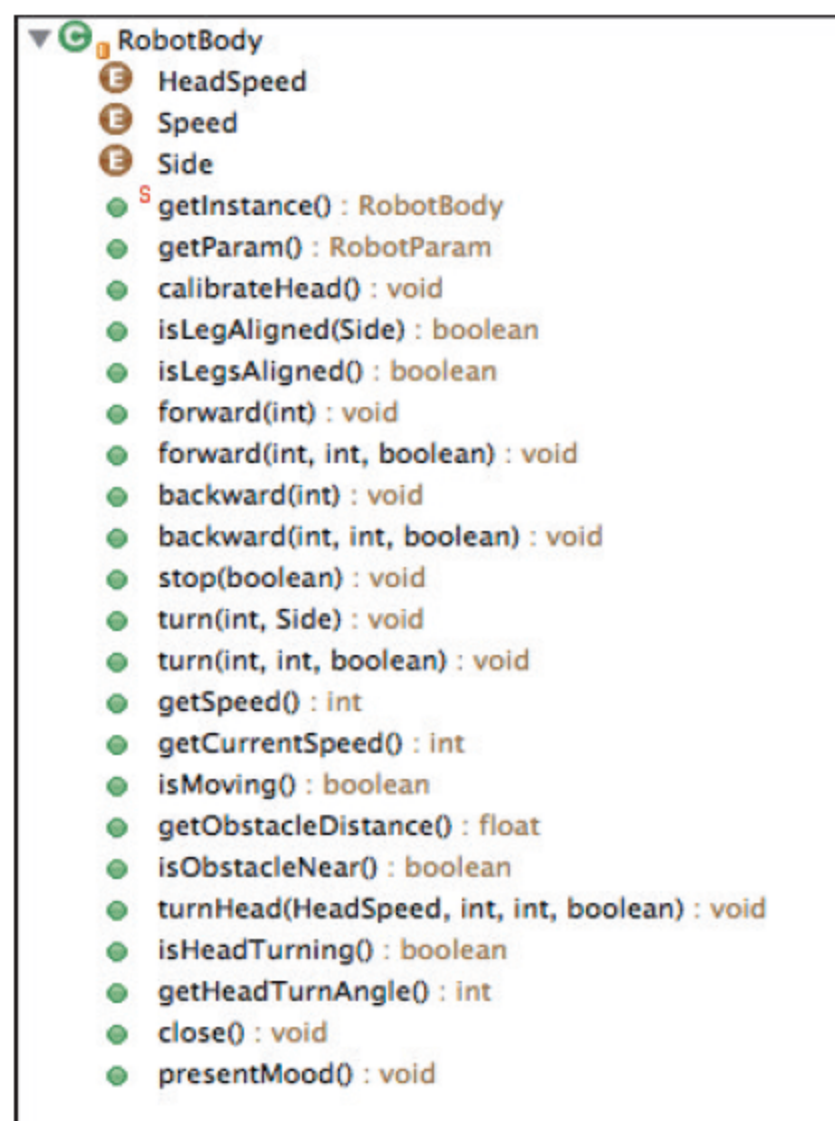 RobotBody
HeadSpeed
Speed
Side
getInstance() : RobotBody
getParam() : RobotParam
calibrateHead() : void
isLegAligned(Side) : boolean
isLegsAligned() : boolean
forward(int) : void
forward(int, int, boolean) : void
backward(int) : void
backward(int, int, boolean) : void
stop(boolean) : void
turn(int, Side) : void
turn(int, int, boolean) : void
getSpeed() : int
getCurrentSpeed() : int
isMoving() : boolean
getObstacleDistance() : float
isObstacleNear() : boolean
turnHead(HeadSpeed, int, int, boolean) : void
isHeadTurning() : boolean
getHeadTurnAngle() : int
close() : void
presentMood() : void